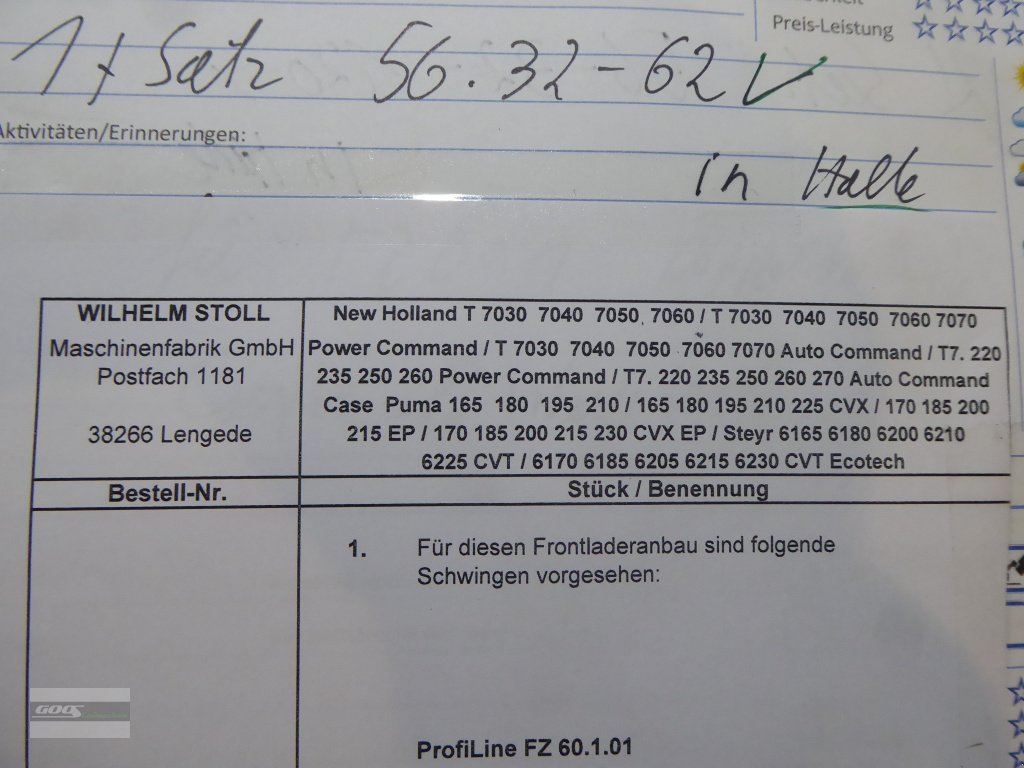 Preis-Leistung
1x Satz 56.32-62
Aktivitäten/Erinnerungen:
in Halle
WILHELM STOLL
Maschinenfabrik GmbH
Postfach 1181
38266 Lengede
New Holland T 7030 7040 7050 7060 / T 7030 7040 7050 7060 7070
Power Command / T 7030 7040 7050 7060 7070 Auto Command / T7. 220
235 250 260 Power Command / T7. 220 235 250 260 270 Auto Command
Case Puma 165 180 195 210 / 165 180 195 210 225 CVX / 170 185 200
215 EP / 170 185 200 215 230 CVX EP / Steyr 6165 6180 6200 6210
6225 CVT / 6170 6185 6205 6215 6230 CVT Ecotech
Bestell-Nr.
Stück / Benennung
1. Für diesen Frontladeranbau sind folgende
Schwingen vorgesehen:
GOOS
ProfiLine FZ 60.1.01